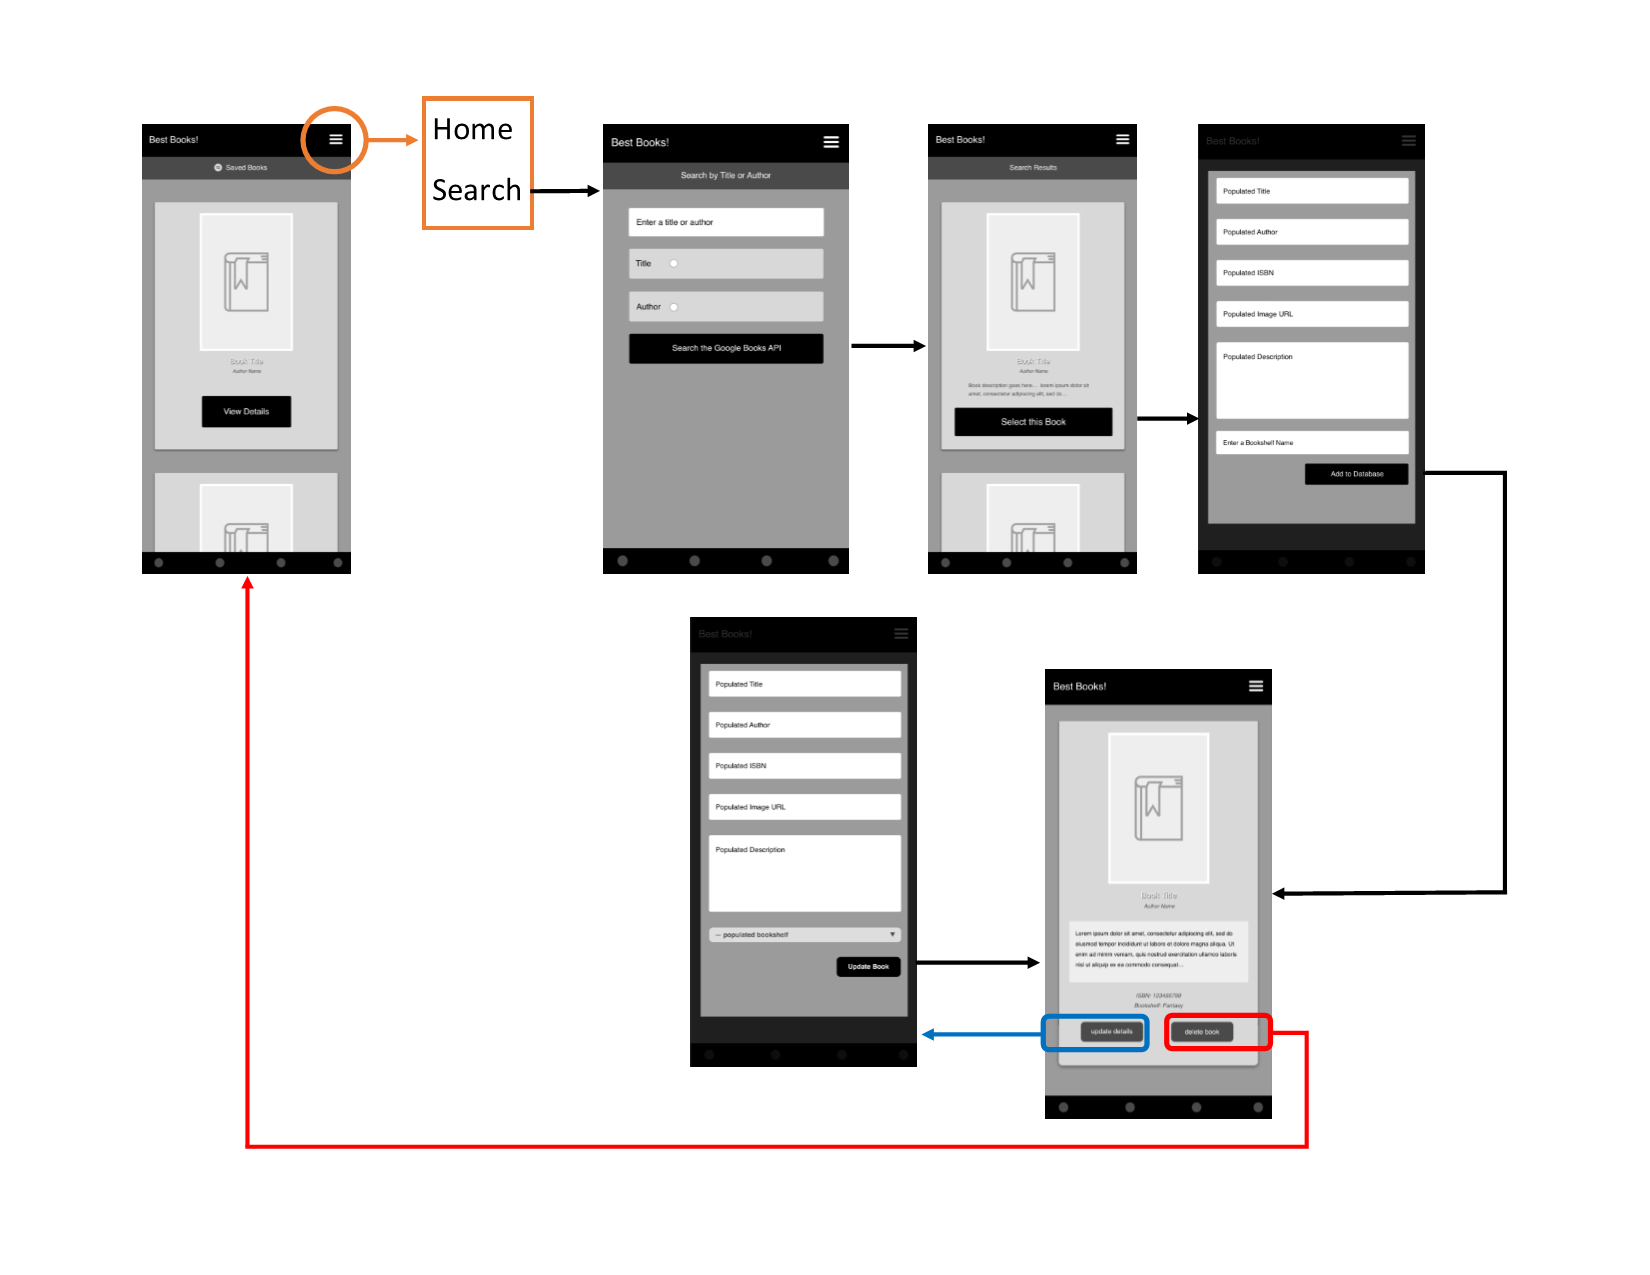 Best Books!
Saved Books
Book Title
Author Name
View Details
Home
Search
Best Books!
Search by Title or Author
Enter a title or author
Title
Author
Search the Google Books API
Best Books!
Search Results
Book Title
Author Name
Book description goes here... lorem ipsum dolor sit
amet, consectetur adipiscing elit, sed do...
Select this Book
Best Books!
Populated Title
Populated Author
Populated ISBN
Populated Image URL
Populated Description
Enter a Bookshelf Name
Add to Database
Best Books!
Populated Title
Populated Author
Populated ISBN
Populated Image URL
Populated Description
-- populated bookshelf
Update Book
Best Books!
Book Title
Author Name
Lorem ipsum dolor sit amet, consectetur adipiscing elit, sed do
eiusmod tempor incididunt ut labore et dolore magna aliqua. Ut
enim ad minim veniam, quis nostrud exercitation ullamco laboris
nisi ut aliquip ex ea commodo consequat...
ISBN: 123456789
Bookshelf: Fantasy
update details
delete book